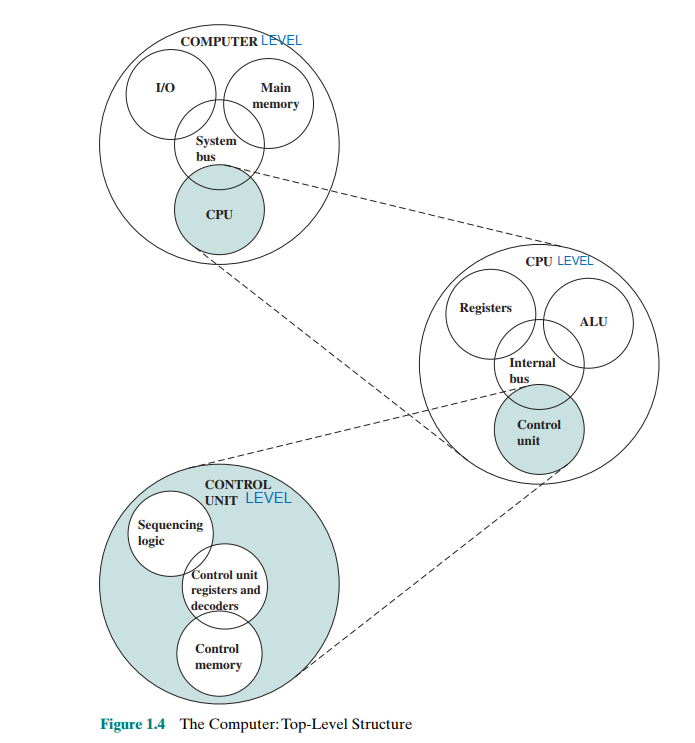 COMPUTER LEVEL
I/O
Main
memory
System
bus
CPU
CPU LEVEL
Registers
ALU
Internal
bus
Control
unit
CONTROL
UNIT LEVEL
Sequencing
logic
Control unit
registers and
decoders
Control
memory
Figure 1.4 The Computer: Top-Level Structure